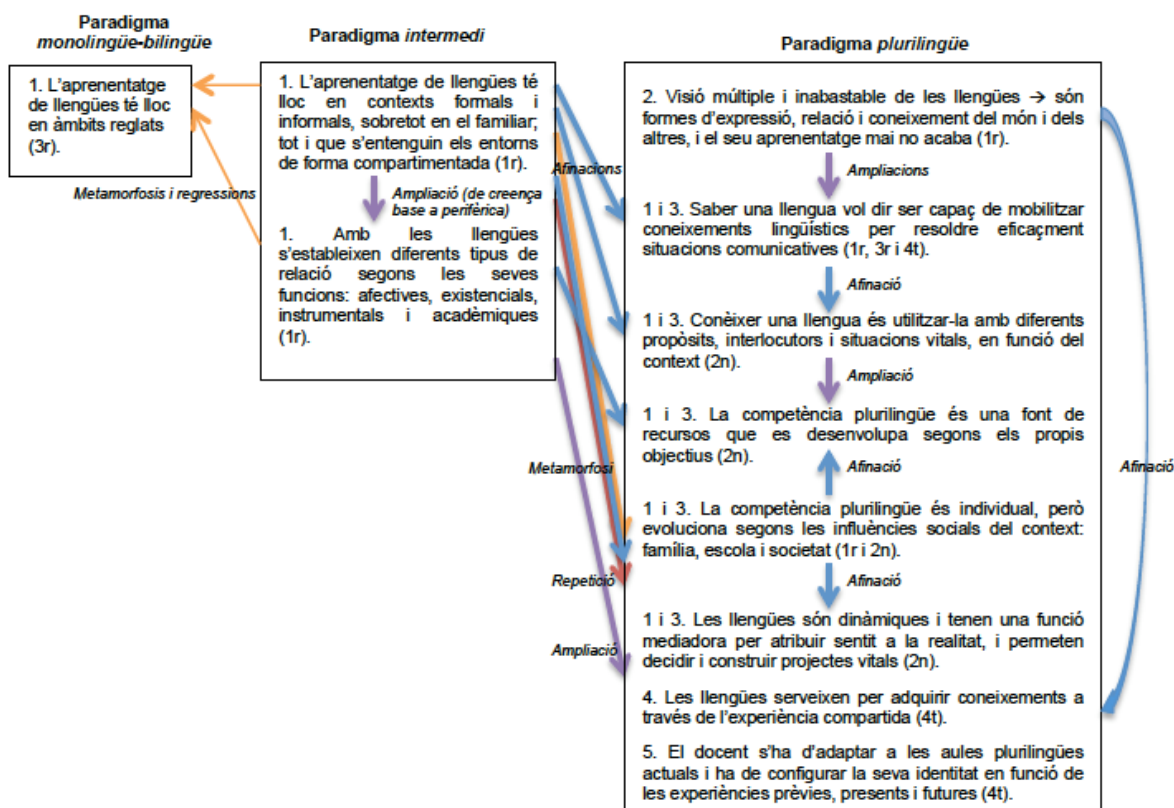 Paradigma
monolingüe-bilingüe
1. L'aprenentatge
de llengües té lloc
en àmbits reglats
(3r).
Metamorfosis i regressions
Paradigma intermedi
1. L'aprenentatge de llengües té
lloc en contexts formals i
informals, sobretot en el familiar;
tot i que s'entenguin els entorns
de forma compartimentada (1r).
Ampliació (de creença
base a perifèrica)
1. Amb les llengües
s'estableixen diferents tipus de
relació segons les seves
funcions: afectives, existencials,
instrumentals i acadèmiques
(1r).
Afinacions
Metamorfosi
Repetició
Ampliació
Paradigma plurilingüe
2. Visió múltiple i inabastable de les llengües → són
formes d'expressió, relació i coneixement del món i dels
altres, i el seu aprenentatge mai no acaba (1r).
Ampliacions
1 i 3. Saber una llengua vol dir ser capaç de mobilitzar
coneixements lingüístics per resoldre eficaçment
situacions comunicatives (1r, 3r i 4t).
Afinació
1 i 3. Conèixer una llengua és utilitzar-la amb diferents
propòsits, interlocutors i situacions vitals, en funció del
context (2n).
Ampliació
1 i 3. La competència plurilingüe és una font de
recursos que es desenvolupa segons els propis
objectius (2n).
Afinació
1 i 3. La competència plurilingüe és individual, però
evoluciona segons les influències socials del context:
família, escola i societat (1r i 2n).
Afinació
1 i 3. Les llengües són dinàmiques i tenen una funció
mediadora per atribuir sentit a la realitat, i permeten
decidir i construir projectes vitals (2n).
4. Les llengües serveixen per adquirir coneixements a
través de l'experiència compartida (4t).
5. El docent s'ha d'adaptar a les aules plurilingües
actuals i ha de configurar la seva identitat en funció de
les experiències prèvies, presents i futures (4t).
Afinació